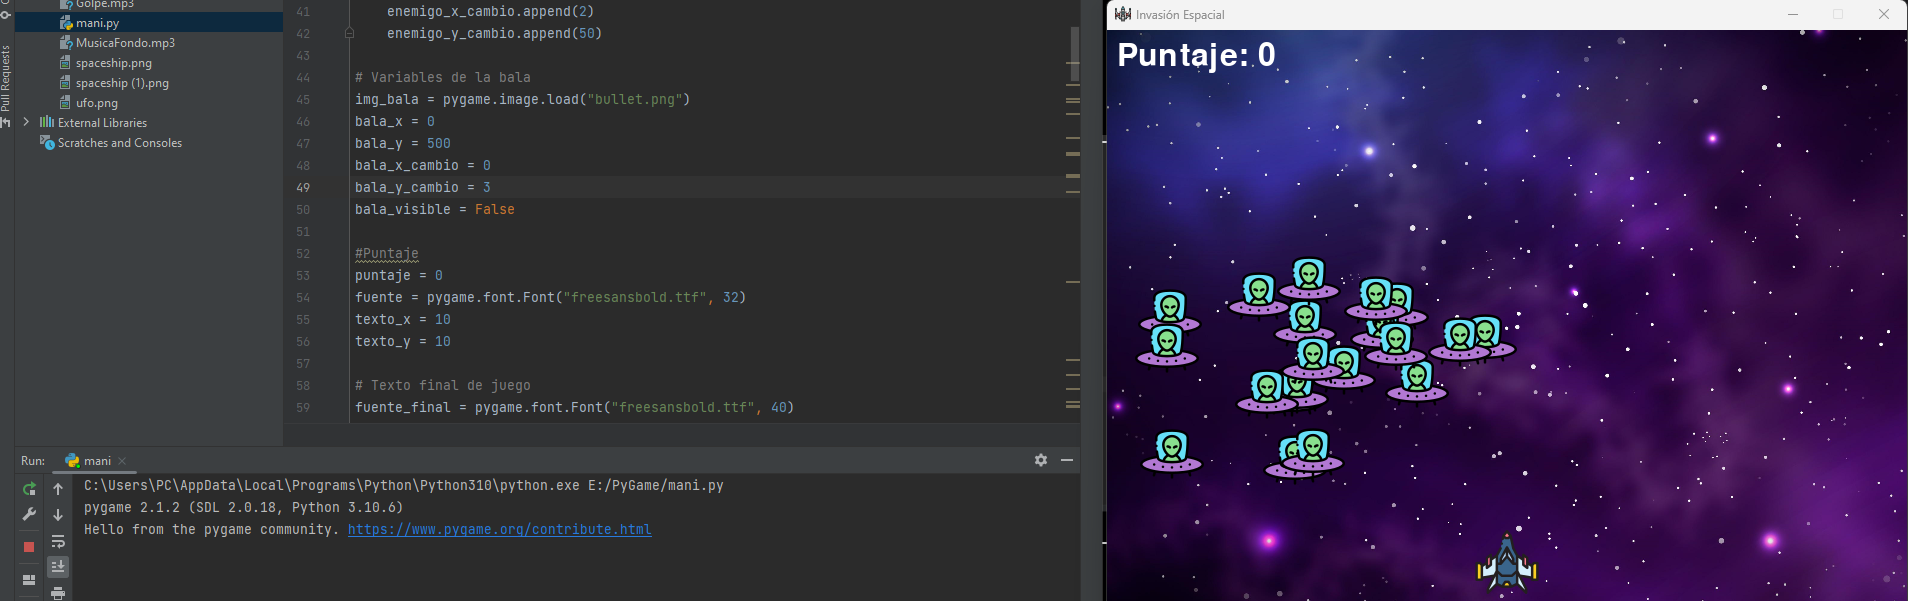 Golpe.mp3
mani.py
MusicaFondo.mp3
spaceship.png
spaceship (1).png
ufo.png
External Libraries
Scratches and Consoles
Pull Requests
41 enemigo_x_cambio.append(2)
42 enemigo_y_cambio.append(50)
43
44 # Variables de la bala
45 img_bala = pygame.image.load("bullet.png")
46 bala_x = 0
47 bala_y = 500
48 bala_x_cambio = 0
49 bala_y_cambio = 3
50 bala_visible = False
51
52 #Puntaje
53 puntaje = 0
54 fuente = pygame.font.Font("freesansbold.ttf", 32)
55 texto_x = 10
56 texto_y = 10
57
58 # Texto final de juego
59 fuente_final = pygame.font.Font("freesansbold.ttf", 40)
Run: mani
C:\Users\PC\AppData\Local\Programs\Python\Python310\python.exe E:/PyGame/mani.py
pygame 2.1.2 (SDL 2.0.18, Python 3.10.6)
Hello from the pygame community. https://www.pygame.org/contribute.html
Invasión Espacial
Puntaje: 0